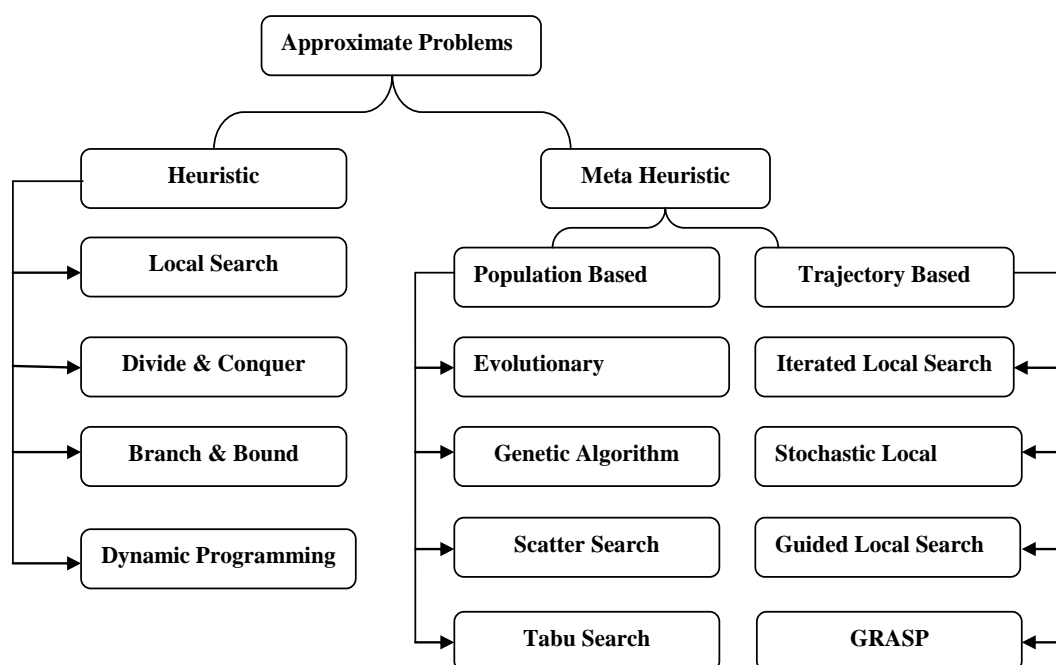 Approximate Problems
Heuristic
Meta Heuristic
Local Search
Population Based
Trajectory Based
Divide & Conquer
Evolutionary
Iterated Local Search
Branch & Bound
Genetic Algorithm
Stochastic Local
Dynamic Programming
Scatter Search
Guided Local Search
Tabu Search
GRASP